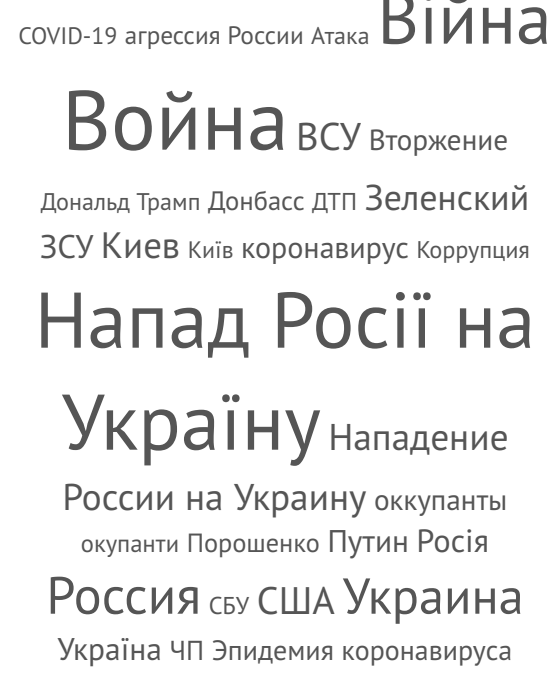 COVID-19 агрессия России Атака Війна
Война ВСУ Вторжение
Дональд Трамп Донбасс ДТП Зеленский
ЗСУ Киев Київ коронавирус Коррупция
Напад Росії на
Україну Нападение
России на Украину оккупанты
окупанти Порошенко Путин Росія
Россия СБУ США Украина
Україна ЧП Эпидемия коронавируса